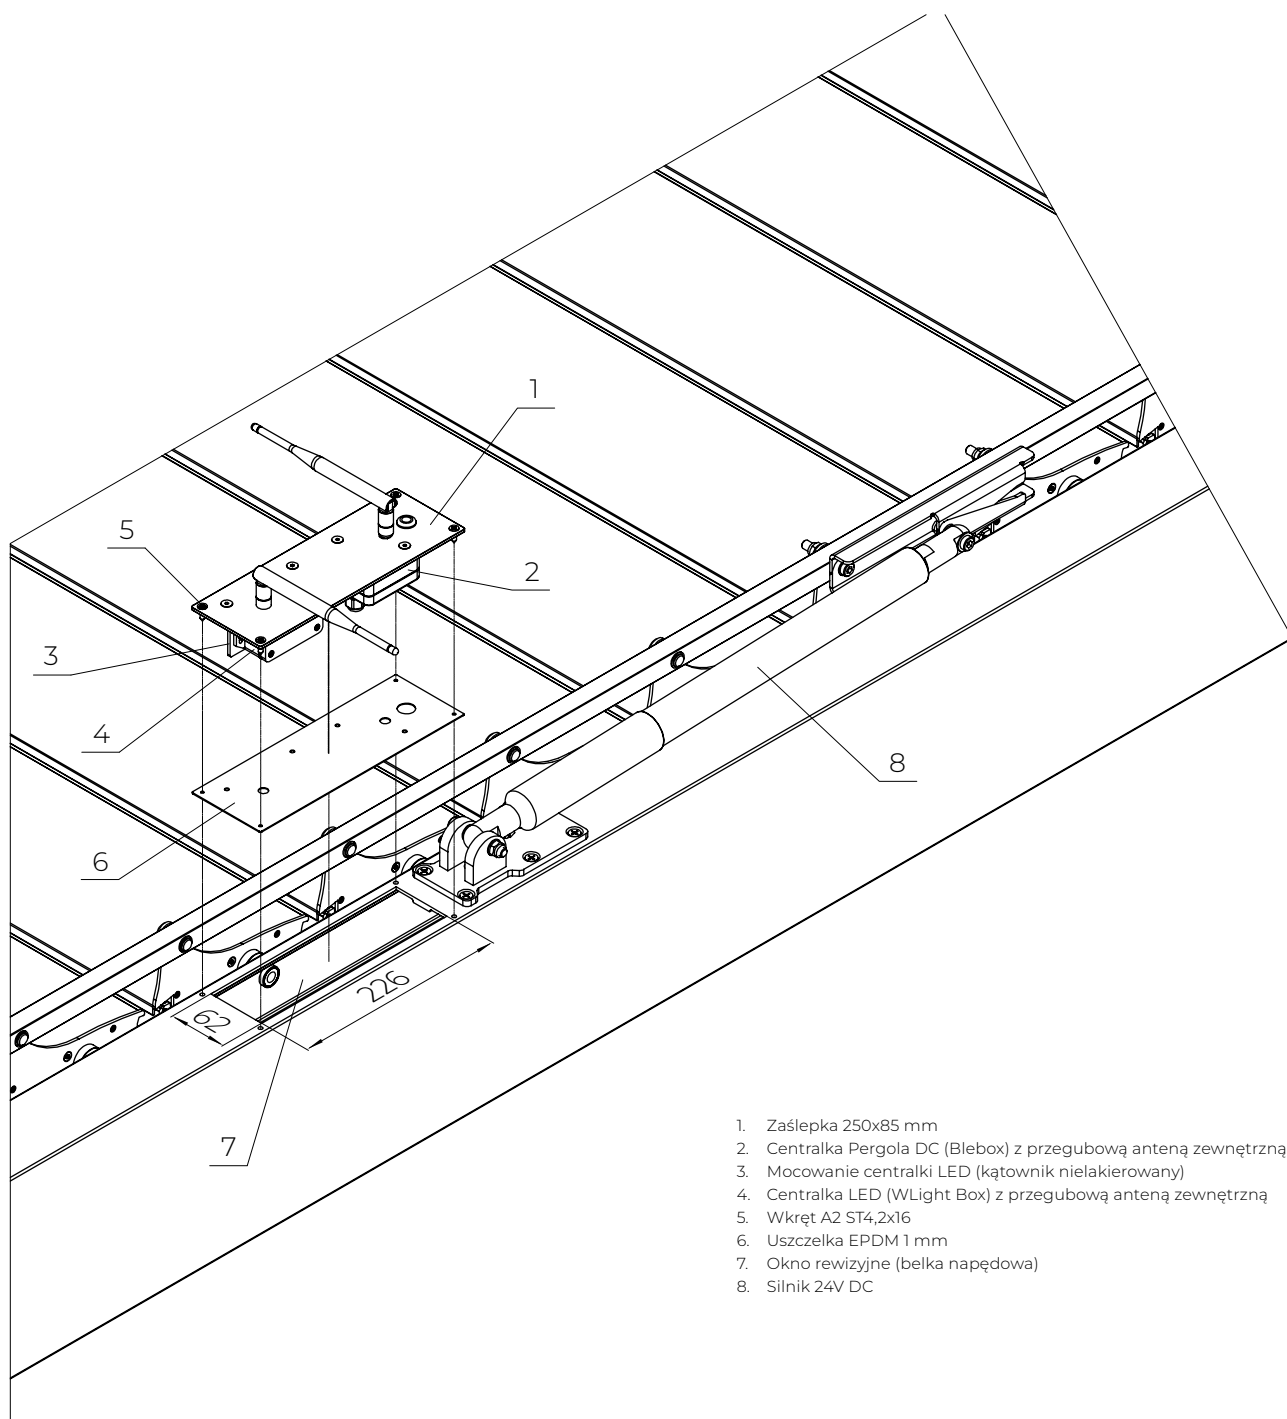 1
5
2
3
4
8
6
226
62
7
1. Zaślepka 250x85 mm
2. Centralka Pergola DC (Blebox) z przegubową anteną zewnętrzną
3. Mocowanie centralki LED (kątownik nielakierowany)
4. Centralka LED (WLight Box) z przegubową anteną zewnętrzną
5. Wkręt A2 ST4,2x16
6. Uszczelka EPDM 1 mm
7. Okno rewizyjne (belka napędowa)
8. Silnik 24V DC